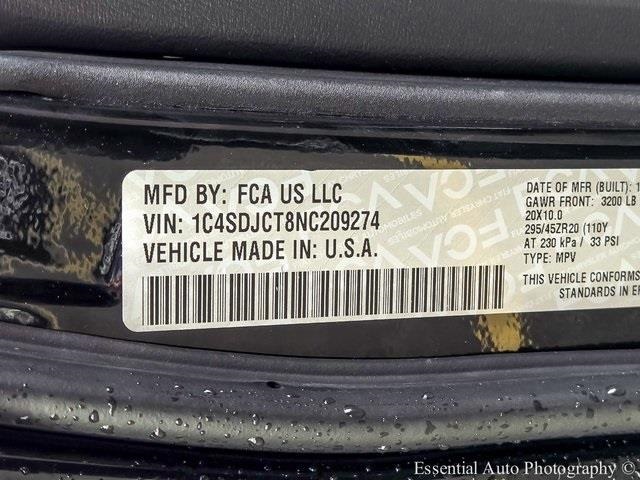 MFD BY: FCA US LLC
VIN: 1C4SDJCT8NC209274
VEHICLE MADE IN: U.S.A.
DATE OF MFR (BUILT): 1
GAWR FRONT: 3200 LB
20X10.0
295/45ZR20 (110Y
AT 230 kPa / 33 PSI
TYPE: MPV
THIS VEHICLE CONFORMS
STANDARDS IN EF
Essential Auto Photography ©